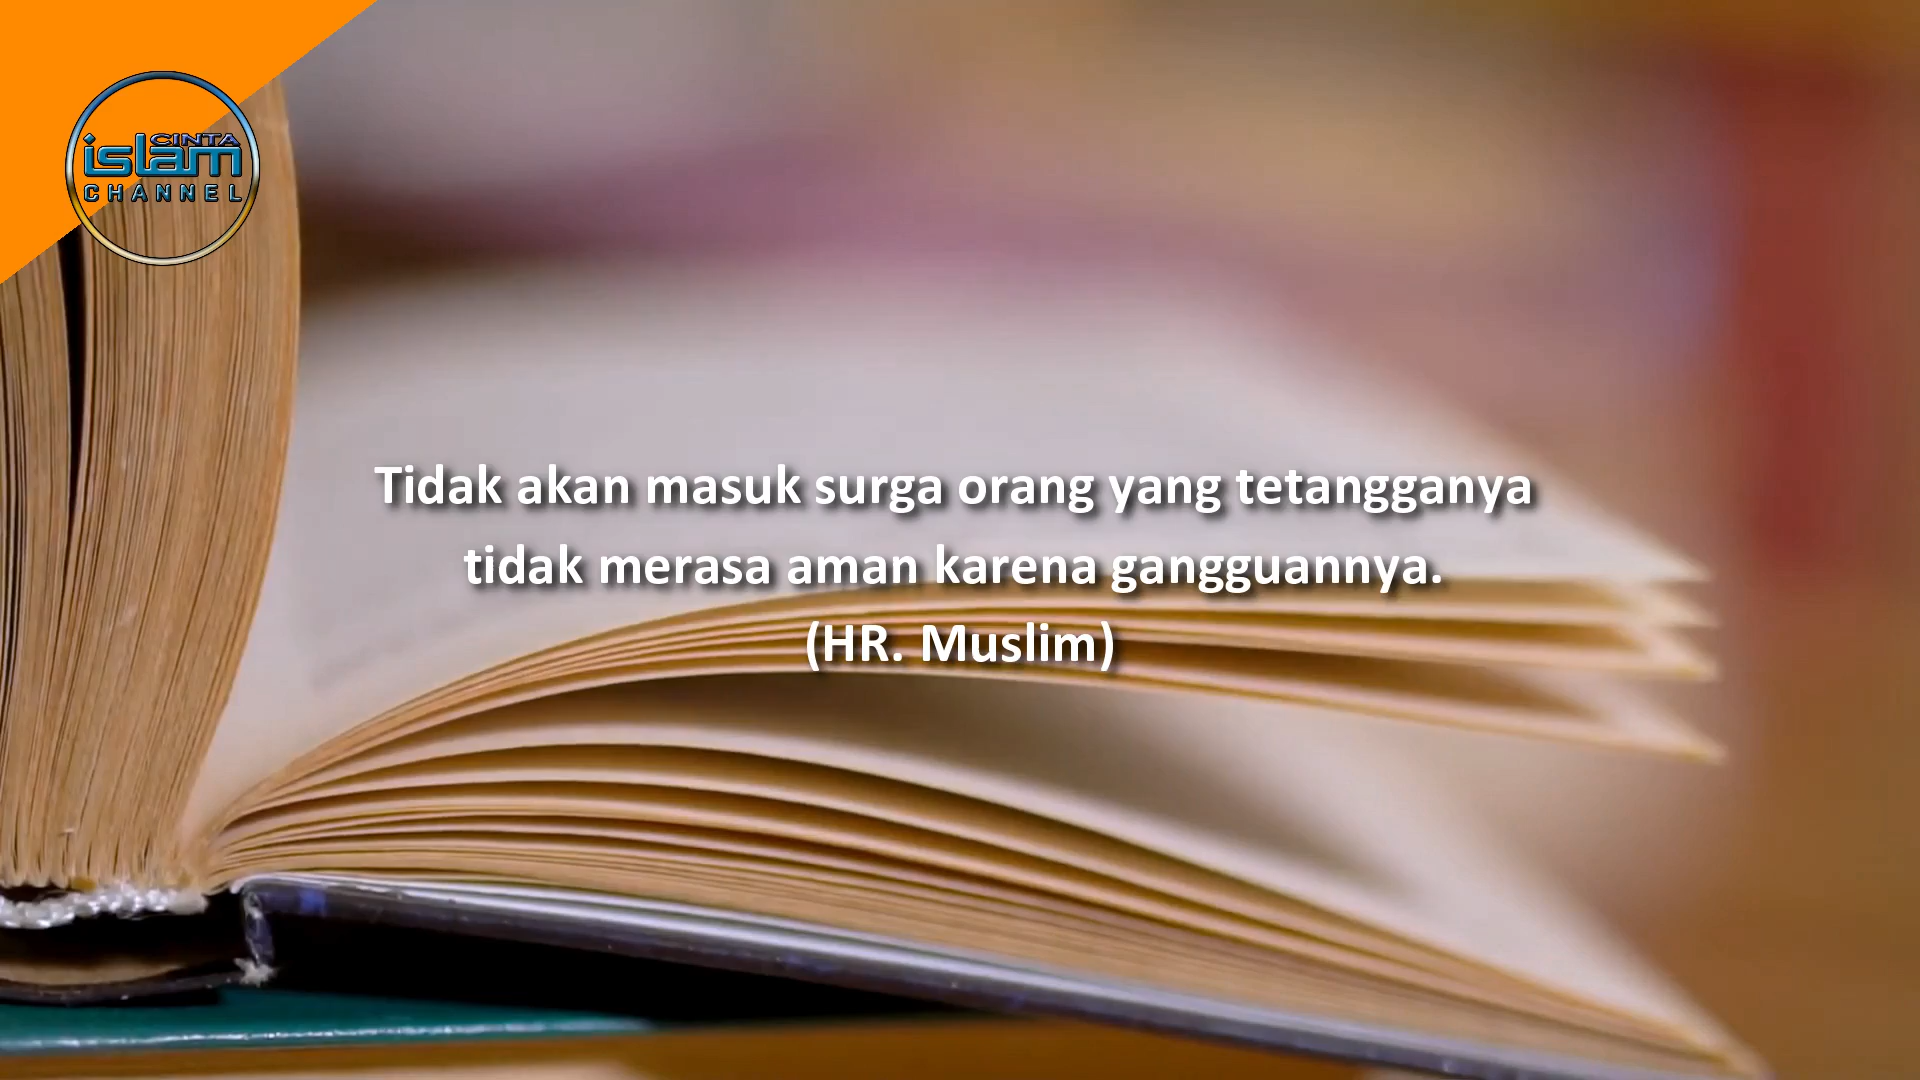 CINTA
islam
CHANNEL
Tidak akan masuk surga orang yang tetangganya
tidak merasa aman karena gangguannya.
(HR. Muslim)